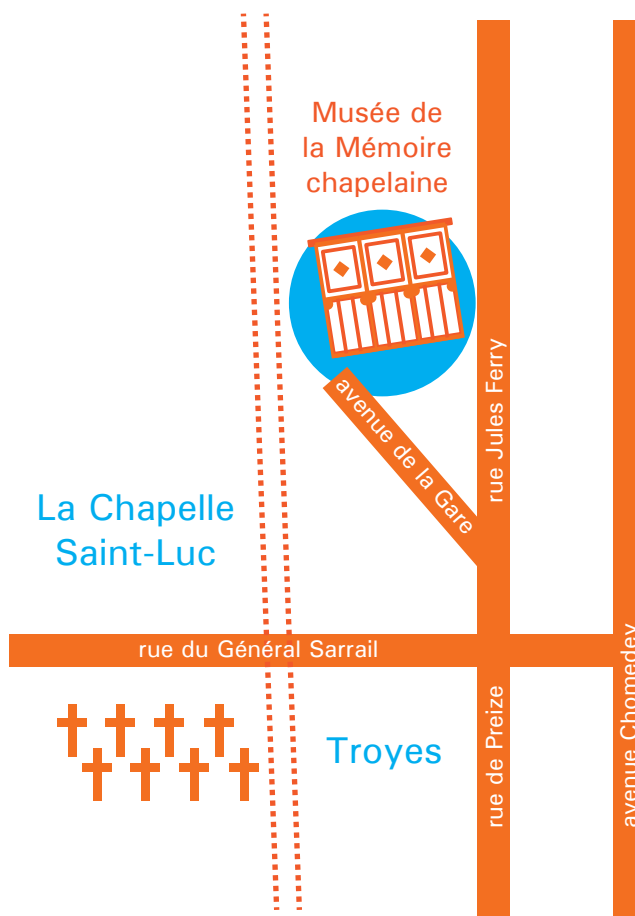 Musée de
la Mémoire
chapelaine
rue Jules Ferry
avenue de la Gare
La Chapelle
Saint-Luc
rue du Général Sarrail
Troyes
rue de Preize
avenue Chomedey